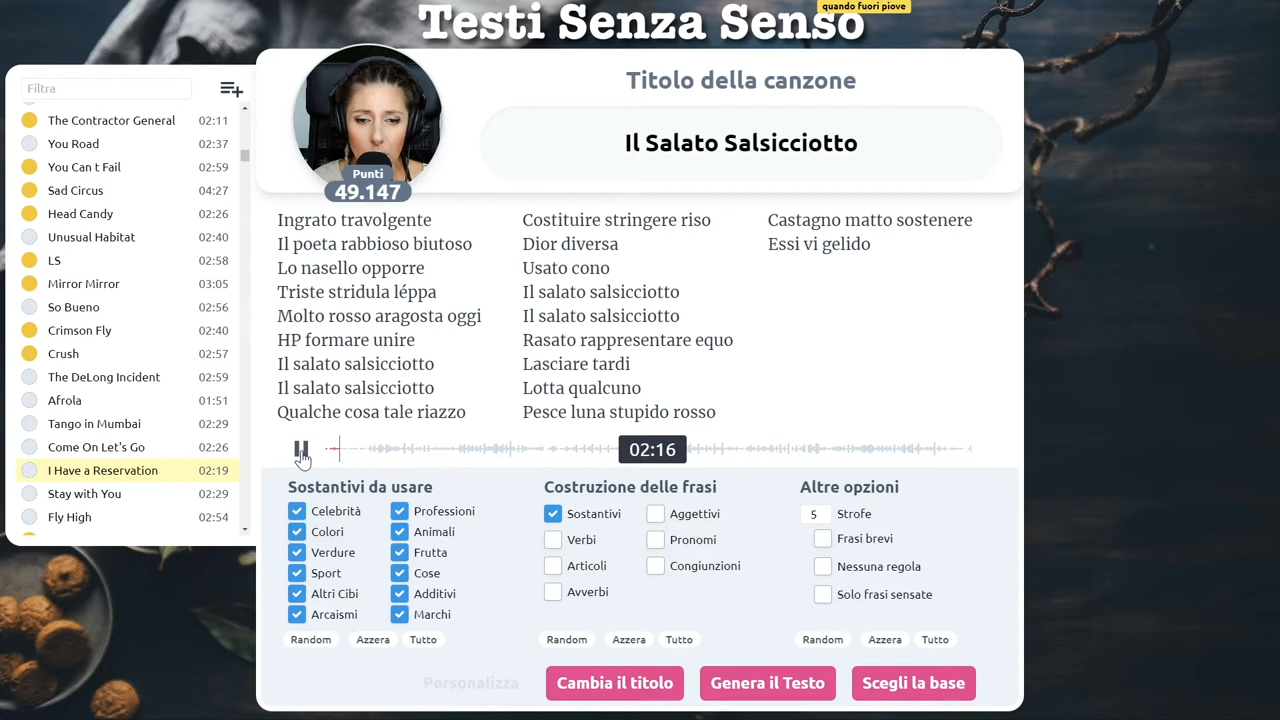 quando fuori piove
Testi Senza Senso
Filtra
The Contractor General 02:11
You Road 02:37
You Can t Fail 02:59
Sad Circus 04:27
Head Candy 02:26
Unusual Habitat 02:40
LS 02:58
Mirror Mirror 03:05
So Bueno 02:56
Crimson Fly 02:40
Crush 02:57
The DeLong Incident 02:59
Afrola 01:51
Tango in Mumbai 02:29
Come On Let's Go 02:26
I Have a Reservation 02:19
Stay with You 02:29
Fly High 02:54
Punti
49.147
Titolo della canzone
Il Salato Salsicciotto
Ingrato travolgente
Il poeta rabbioso biutoso
Lo nasello opporre
Triste stridula léppa
Molto rosso aragosta oggi
HP formare unire
Il salato salsicciotto
Il salato salsicciotto
Qualche cosa tale riazzo
Costituire stringere riso
Dior diversa
Usato cono
Il salato salsicciotto
Il salato salsicciotto
Rasato rappresentare equo
Lasciare tardi
Lotta qualcuno
Pesce luna stupido rosso
Castagno matto sostenere
Essi vi gelido
02:16
Sostantivi da usare
Celebrità Professioni
Colori Animali
Verdure Frutta
Sport Cose
Altri Cibi Additivi
Arcaismi Marchi
Random Azzera Tutto
Costruzione delle frasi
Sostantivi Aggettivi
Verbi Pronomi
Articoli Congiunzioni
Avverbi
Random Azzera Tutto
Altre opzioni
5 Strofe
Frasi brevi
Nessuna regola
Solo frasi sensate
Random Azzera Tutto
Personalizza
Cambia il titolo
Genera il Testo
Scegli la base